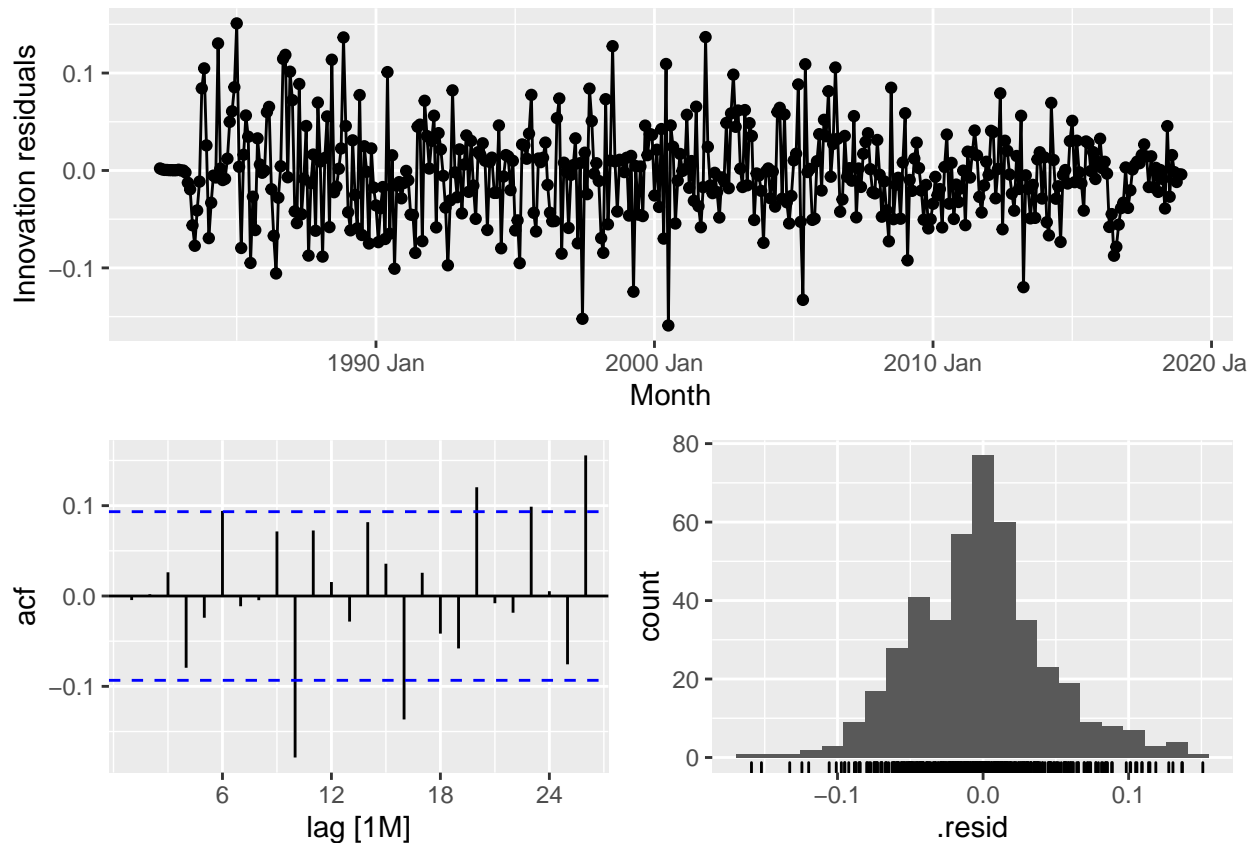 Innovation residuals
0.1
0.0
−0.1
1990 Jan 2000 Jan 2010 Jan 2020 Ja
Month
acf
0.1
0.0
−0.1
6 12 18 24
lag [1M]
count
80
60
40
20
0
−0.1 0.0 0.1
.resid